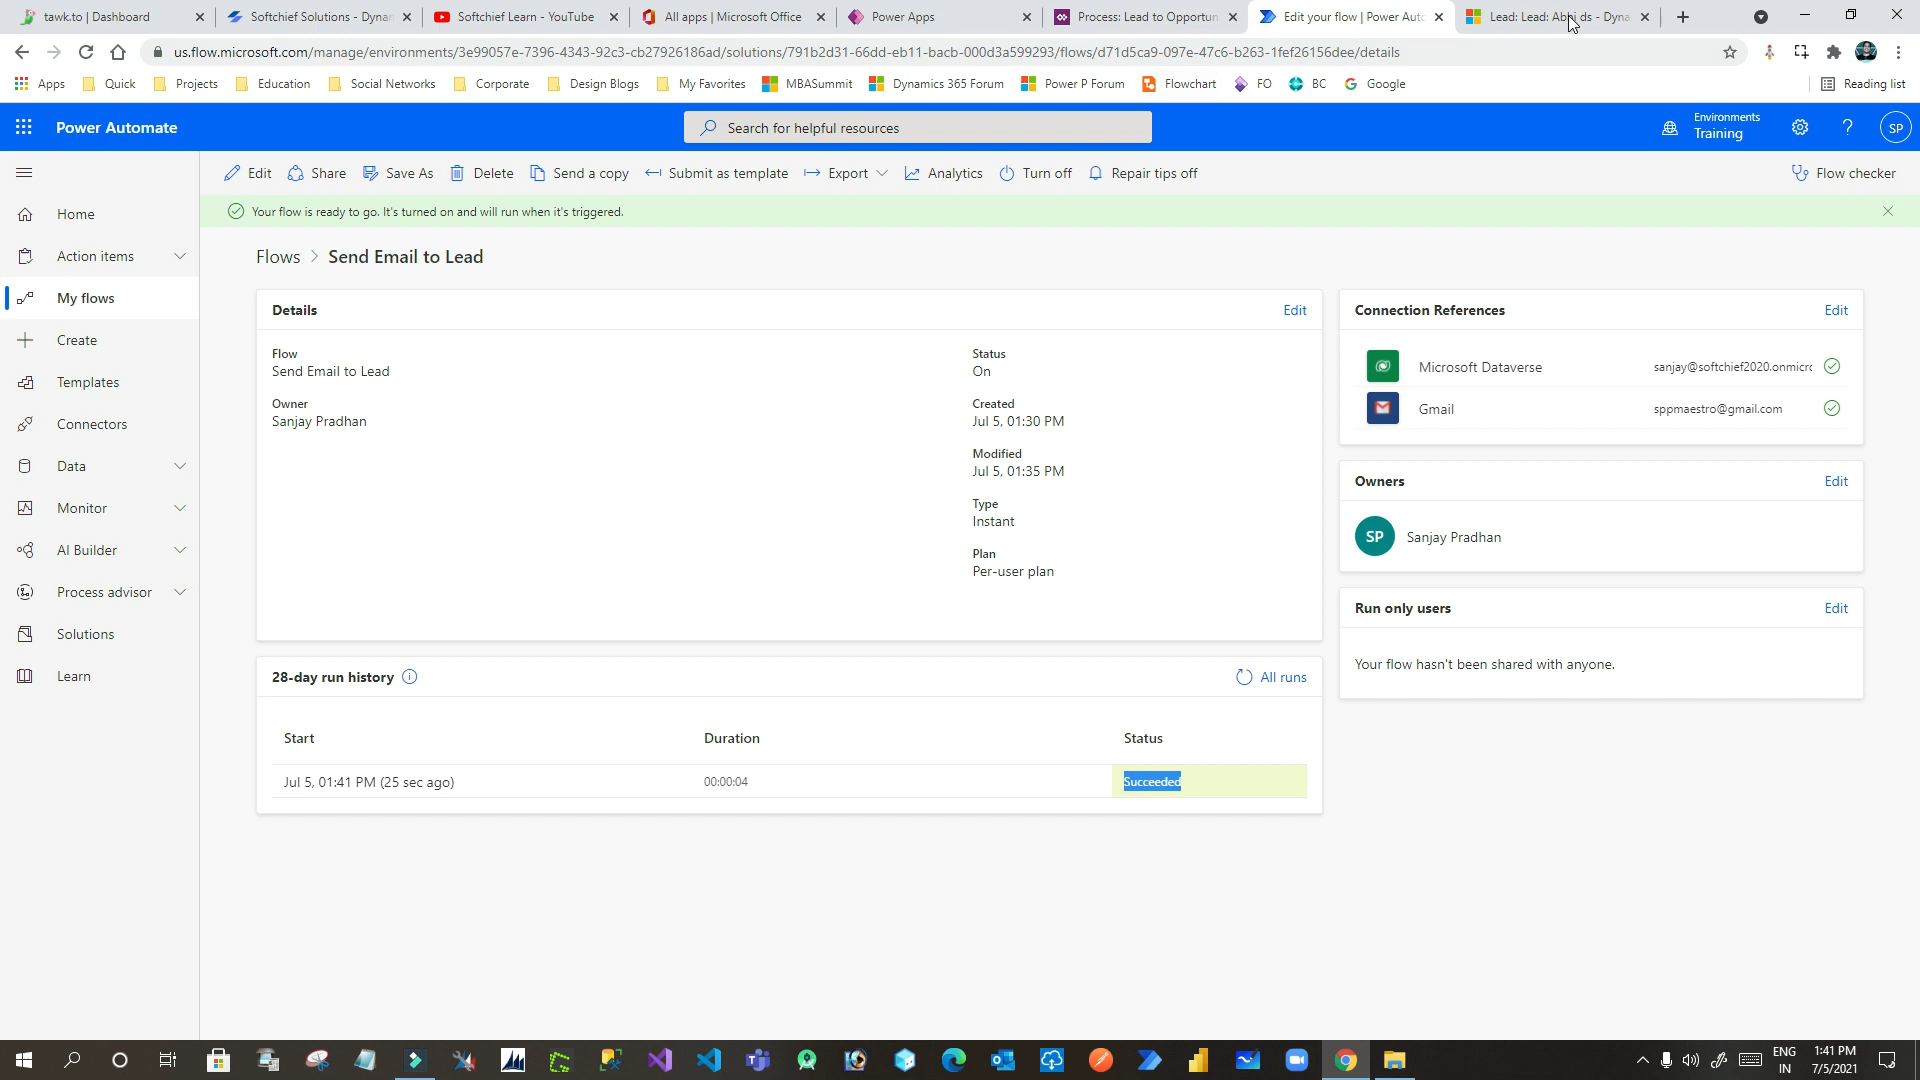 tawk.to | Dashboard
Softchief Solutions - Dynar
Softchief Learn - YouTube
All apps | Microsoft Office
Power Apps
Process: Lead to Opportun
Edit your flow | Power Auto
Lead: Lead: Abhi ds - Dyna
us.flow.microsoft.com/manage/environments/3e99057e-7396-4343-92c3-cb27926186ad/solutions/791b2d31-66dd-eb11-bacb-000d3a599293/flows/d71d5ca9-097e-47c6-b263-1fef26156dee/details
Apps
Quick
Projects
Education
Social Networks
Corporate
Design Blogs
My Favorites
MBASummit
Dynamics 365 Forum
Power P Forum
Flowchart
FO
BC
Google
Reading list
Power Automate
Search for helpful resources
Environments
Training
SP
Edit
Share
Save As
Delete
Send a copy
Submit as template
Export
Analytics
Turn off
Repair tips off
Flow checker
Your flow is ready to go. It's turned on and will run when it's triggered.
Home
Action items
My flows
Create
Templates
Connectors
Data
Monitor
AI Builder
Process advisor
Solutions
Learn
Flows > Send Email to Lead
Details
Edit
Flow
Send Email to Lead
Owner
Sanjay Pradhan
Status
On
Created
Jul 5, 01:30 PM
Modified
Jul 5, 01:35 PM
Type
Instant
Plan
Per-user plan
Connection References
Edit
Microsoft Dataverse
sanjay@softchief2020.onmicrc
Gmail
sppmaestro@gmail.com
Owners
Edit
SP
Sanjay Pradhan
Run only users
Edit
Your flow hasn't been shared with anyone.
28-day run history
All runs
Start
Duration
Status
Jul 5, 01:41 PM (25 sec ago)
00:00:04
Succeeded
ENG
IN
1:41 PM
7/5/2021